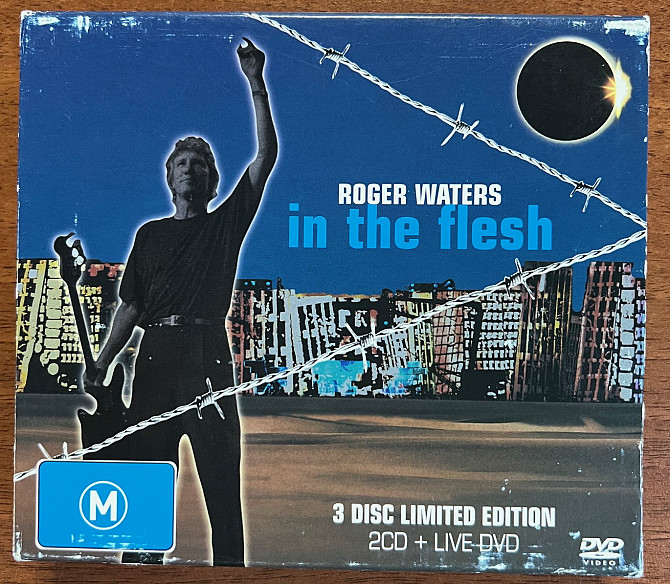 ROGER WATERS
in the flesh
M
3 DISC LIMITED EDITION
2CD + LIVE DVD
DVD
VIDEO